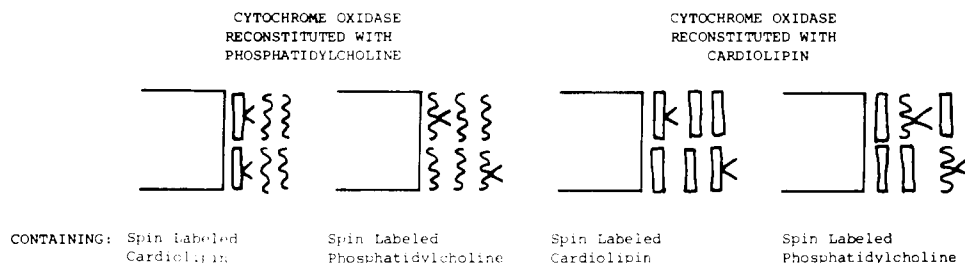 CYTOCHROME OXIDASE
RECONSTITUTED WITH
PHOSPHATIDYLCHOLINE
CYTOCHROME OXIDASE
RECONSTITUTED WITH
CARDIOLIPIN
CONTAINING:
Spin Labeled
Cardiolipin
Spin Labeled
Phosphatidylcholine
Spin Labeled
Cardiolipin
Spin Labeled
Phosphatidylcholine